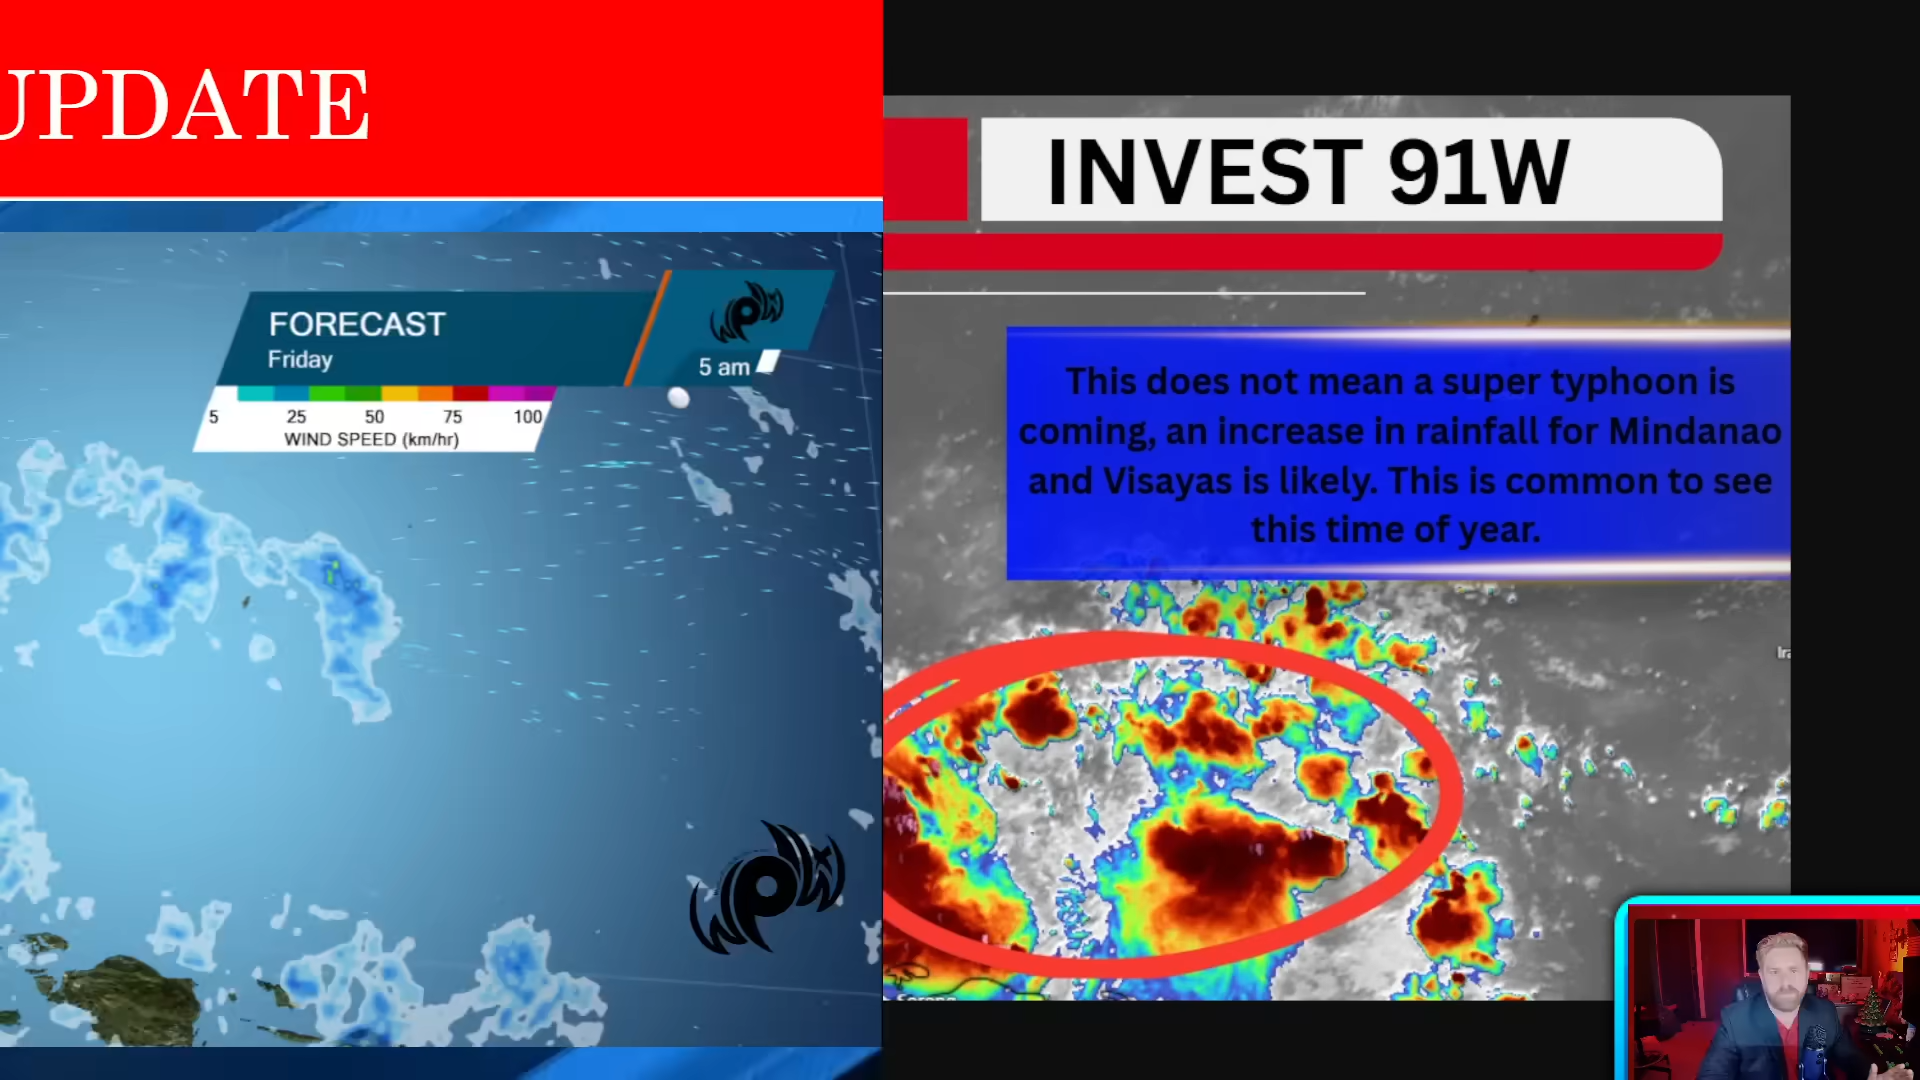 UPDATE
FORECAST
Friday
5 am
5 25 50 75 100
WIND SPEED (km/hr)
WPW
INVEST 91W
This does not mean a super typhoon is
coming, an increase in rainfall for Mindanao
and Visayas is likely. This is common to see
this time of year.